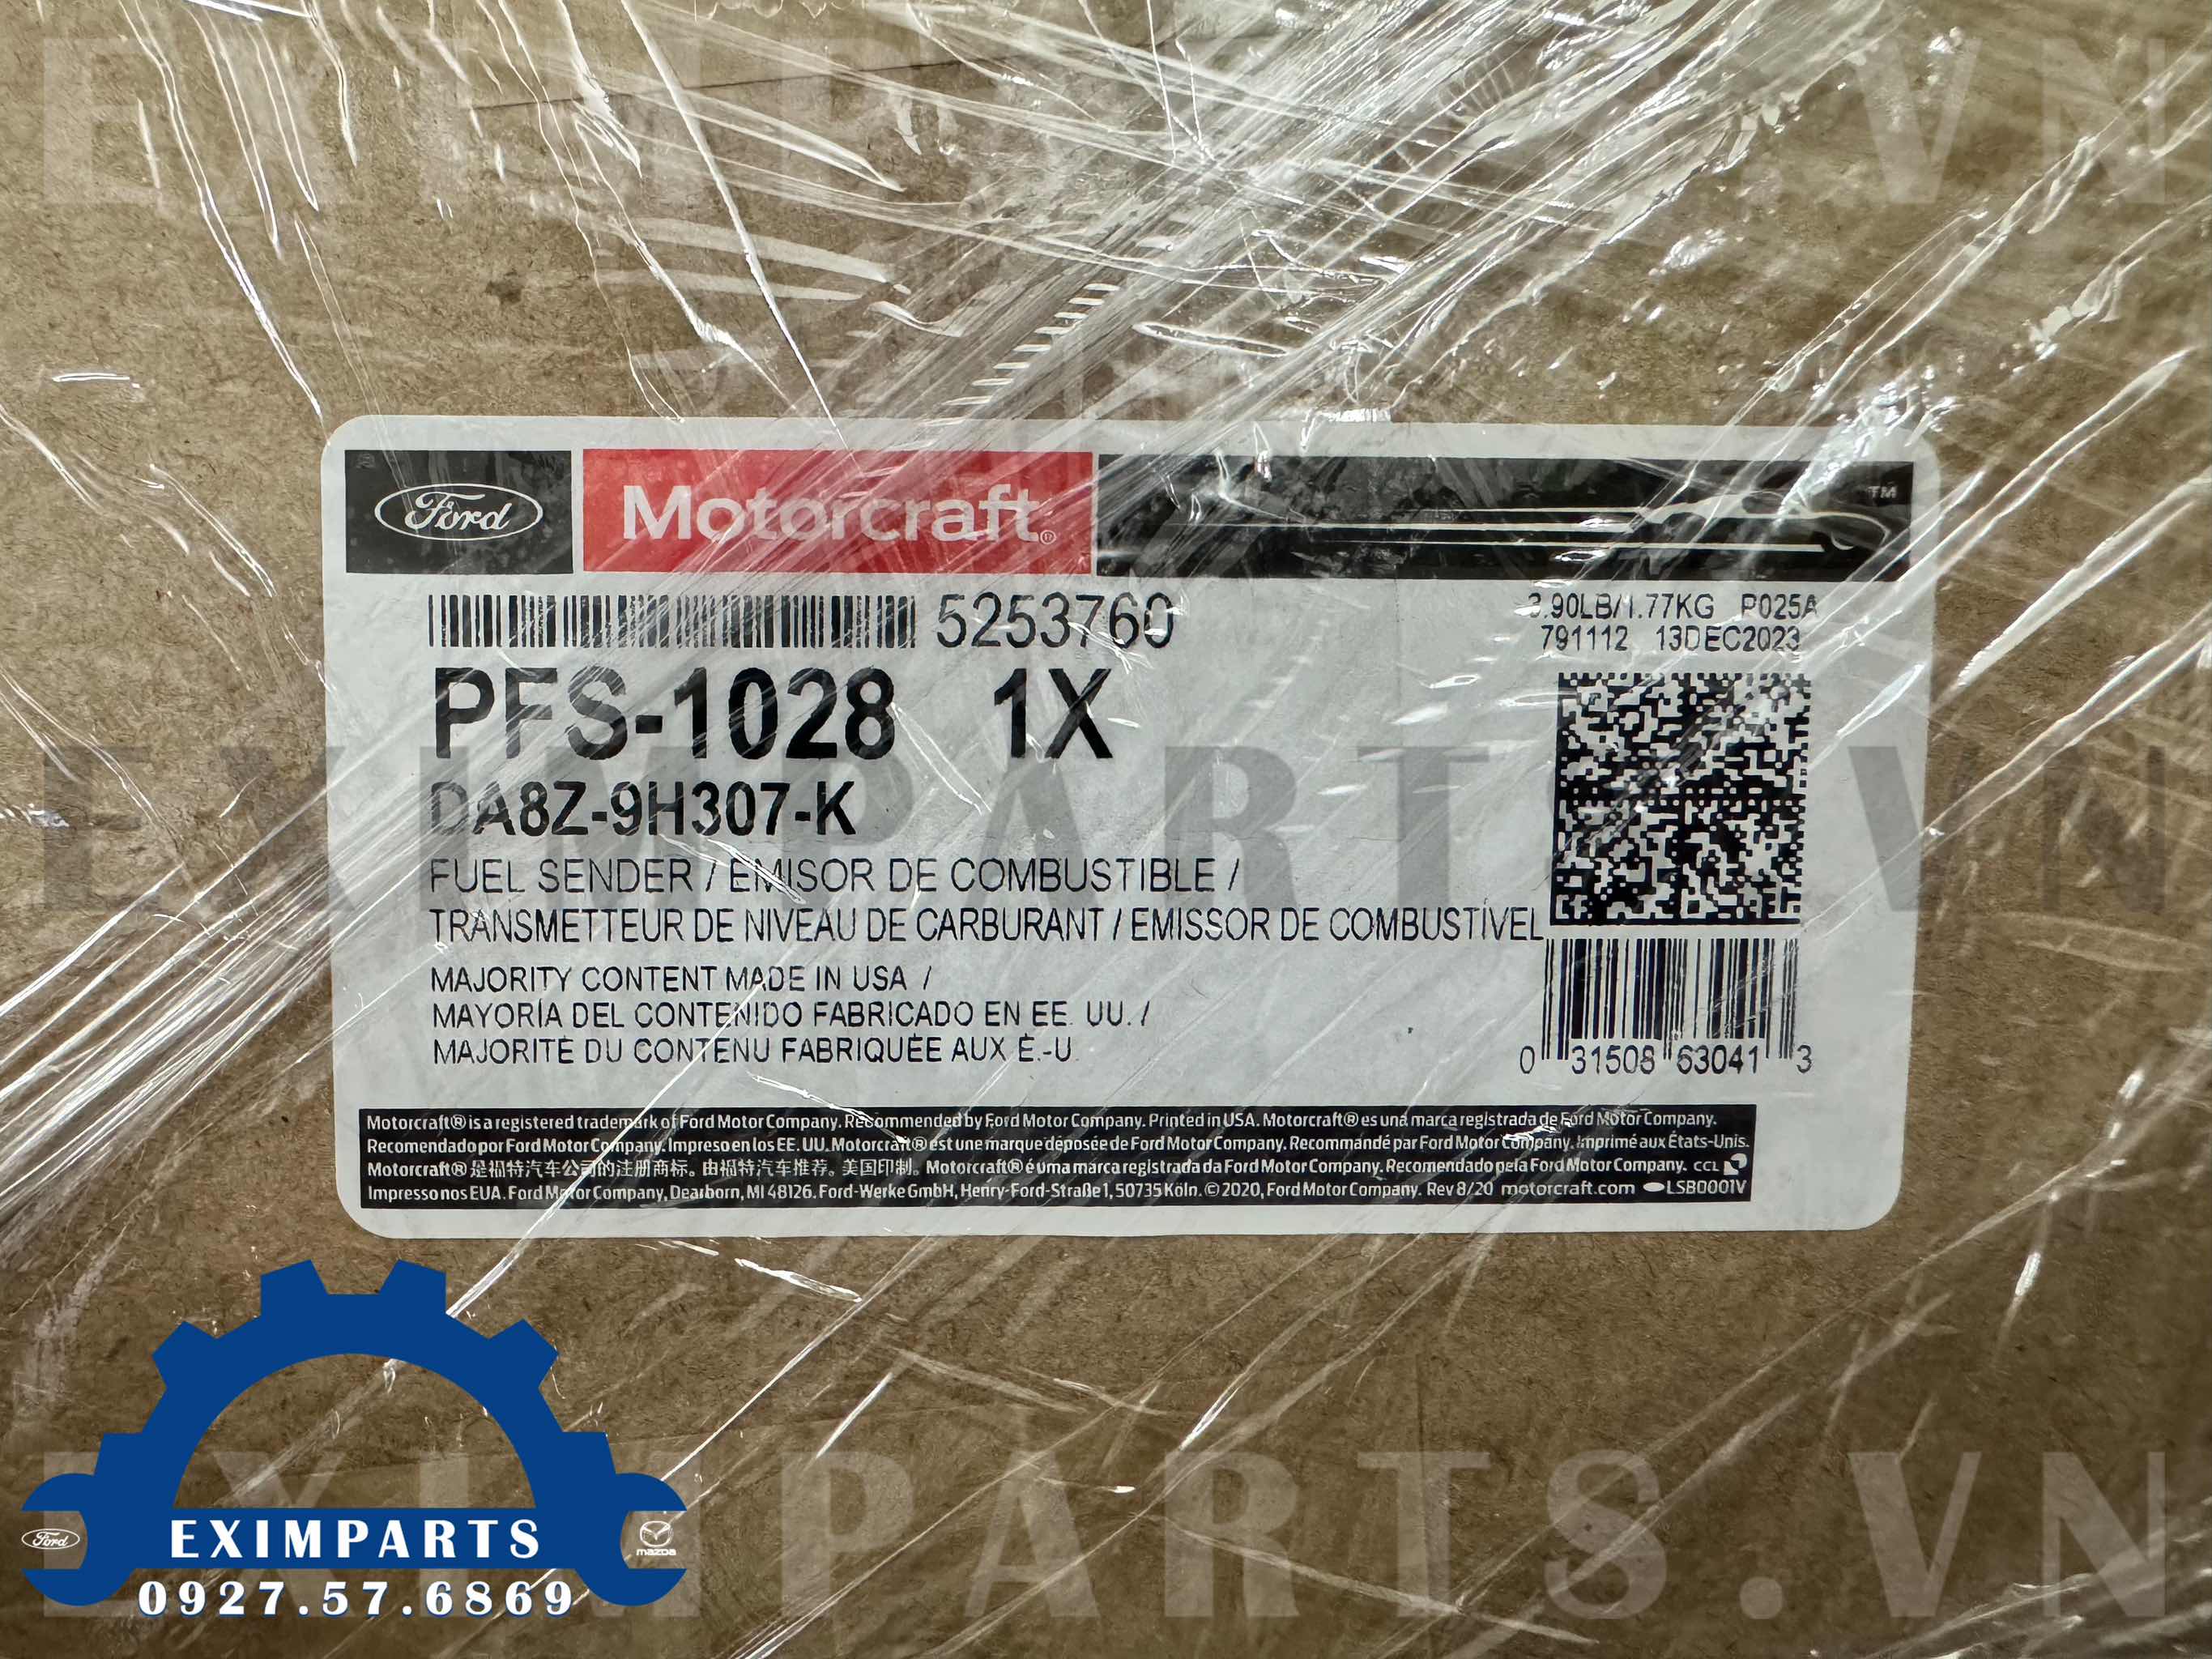 EXIMPARTS.VN
Ford Motorcraft® ™
5253760 3.90LB/1.77KG P025A
791112 13DEC2023
PFS-1028 1X
DA8Z-9H307-K
EXIMPARTS.VN
FUEL SENDER / EMISOR DE COMBUSTIBLE /
TRANSMETTEUR DE NIVEAU DE CARBURANT / EMISSOR DE COMBUSTÍVEL
MAJORITY CONTENT MADE IN USA /
MAYORÍA DEL CONTENIDO FABRICADO EN EE. UU. /
MAJORITÉ DU CONTENU FABRIQUÉE AUX É.-U.
0 31508 63041 3
Motorcraft® is a registered trademark of Ford Motor Company. Recommended by Ford Motor Company. Printed in USA. Motorcraft® es una marca registrada de Ford Motor Company.
Recomendado por Ford Motor Company. Impreso en los EE. UU. Motorcraft® est une marque déposée de Ford Motor Company. Recommandé par Ford Motor Company. Imprimé aux États-Unis.
Motorcraft® 是福特汽车公司的注册商标。由福特汽车推荐。美国印制。Motorcraft® é uma marca registrada da Ford Motor Company. Recomendado pela Ford Motor Company. CCL
Impresso nos EUA. Ford Motor Company, Dearborn, MI 48126. Ford-Werke GmbH, Henry-Ford-Straße 1, 50735 Köln. © 2020, Ford Motor Company. Rev 8/20 motorcraft.com LSB0001V
EXIMPARTS.VN
Ford EXIMPARTS mazda
0927.57.6869